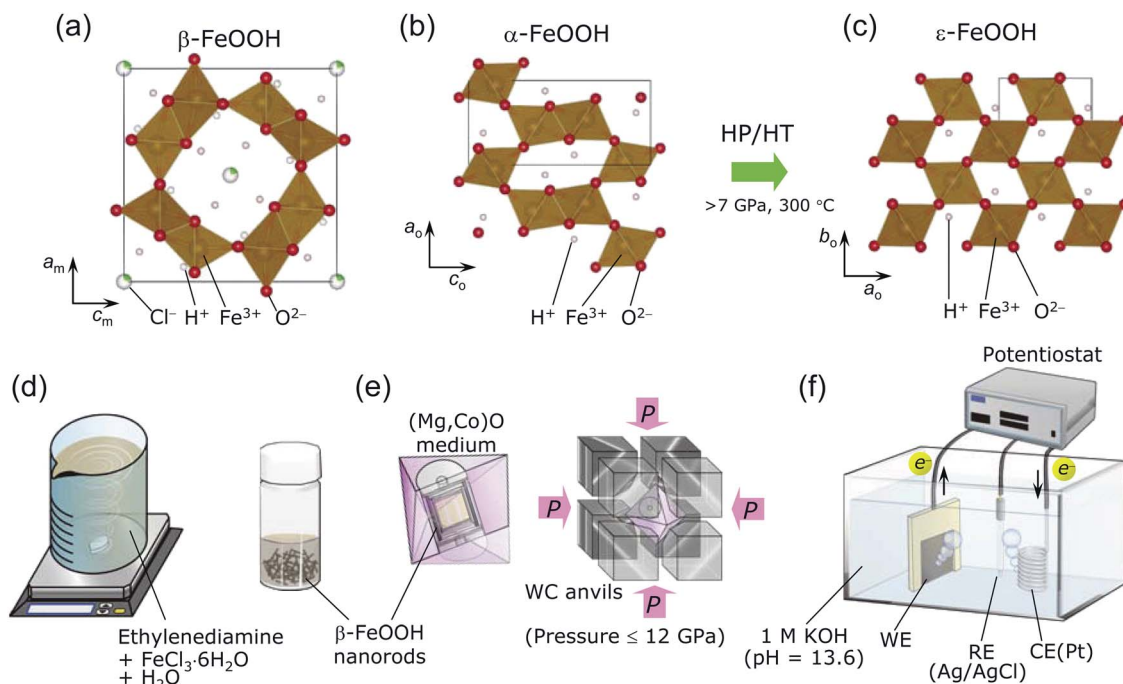 (a)
β-FeOOH
a_m
c_m
Cl⁻ H⁺ Fe³⁺ O²⁻
(b)
α-FeOOH
a_o
c_o
H⁺ Fe³⁺ O²⁻
HP/HT
>7 GPa, 300 °C
(c)
ε-FeOOH
b_o
a_o
H⁺ Fe³⁺ O²⁻
(d)
Ethylenediamine
+ FeCl₃·6H₂O
+ H₂O
β-FeOOH
nanorods
(e)
(Mg,Co)O
medium
P
P
P
P
WC anvils
(Pressure ≤ 12 GPa)
(f)
Potentiostat
e⁻
e⁻
1 M KOH
(pH = 13.6)
WE
RE
(Ag/AgCl)
CE(Pt)